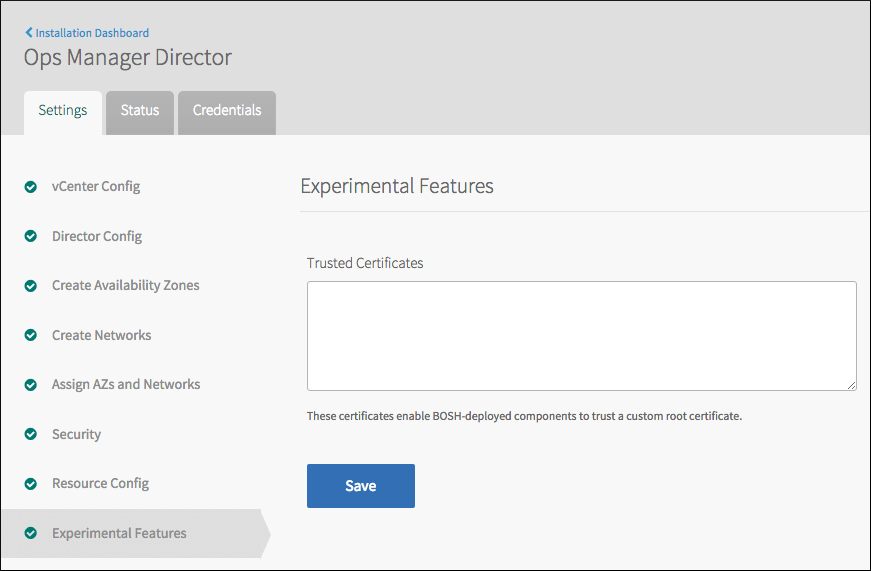 Installation Dashboard
Ops Manager Director
Settings
Status
Credentials
vCenter Config
Director Config
Create Availability Zones
Create Networks
Assign AZs and Networks
Security
Resource Config
Experimental Features
Experimental Features
Trusted Certificates
These certificates enable BOSH-deployed components to trust a custom root certificate.
Save